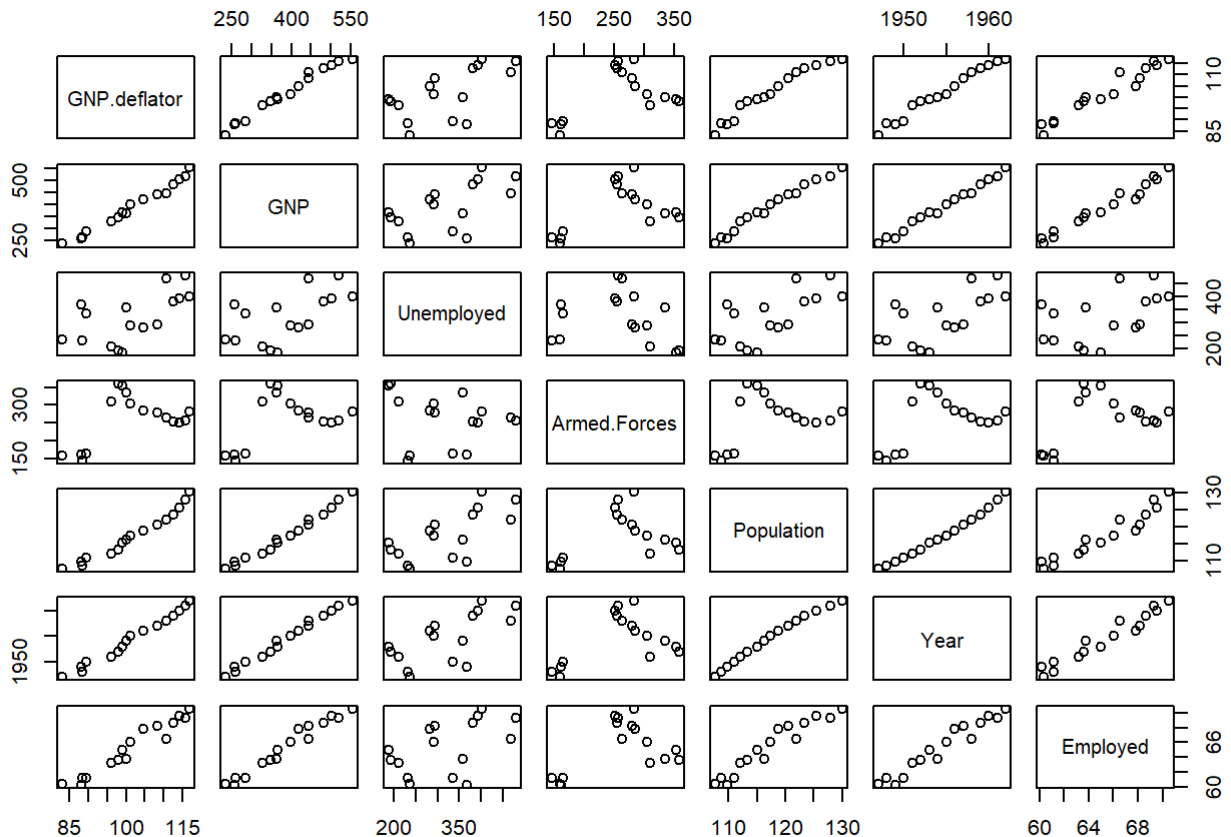 250 400 550 150 250 350 1950 1960
GNP.deflator 85 110
250 500 GNP
Unemployed 200 400
150 300 Armed.Forces
Population 110 130
1950 Year
Employed 60 66
85 100 115 200 350 110 120 130 60 64 68